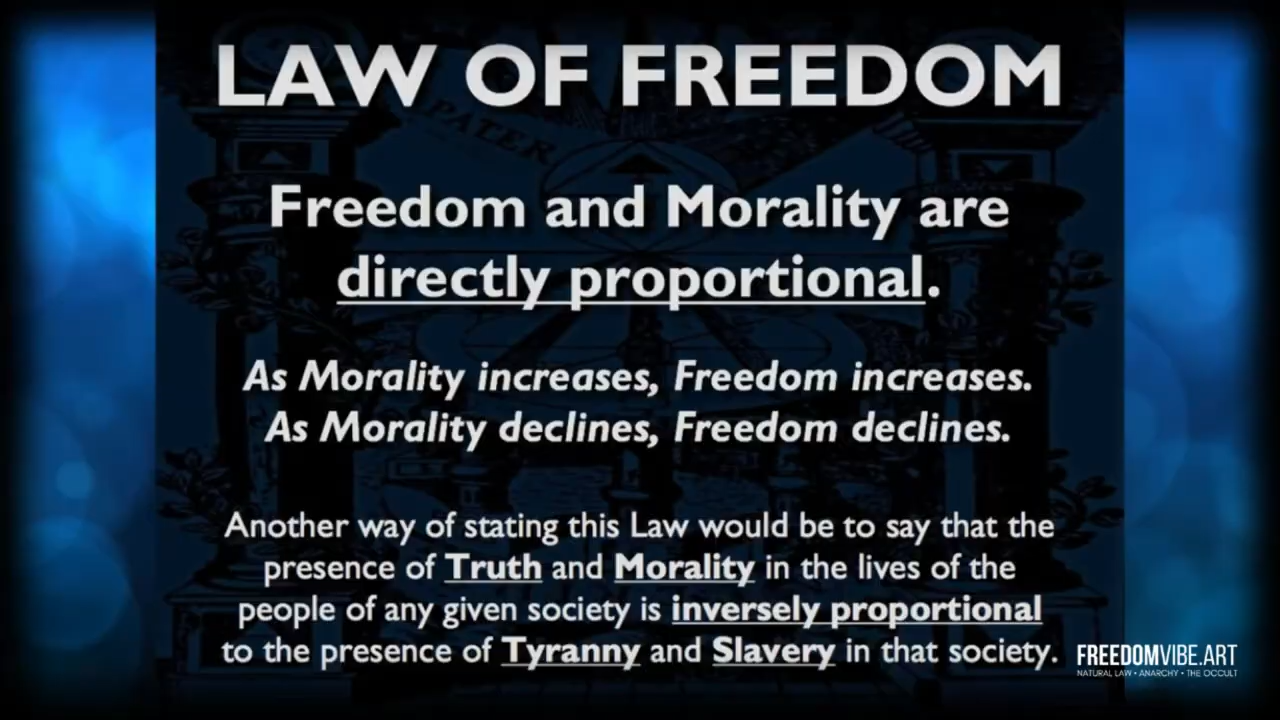 LAW OF FREEDOM
PATER
Freedom and Morality are
directly proportional.
As Morality increases, Freedom increases.
As Morality declines, Freedom declines.
Another way of stating this Law would be to say that the
presence of Truth and Morality in the lives of the
people of any given society is inversely proportional
to the presence of Tyranny and Slavery in that society.
FREEDOMVIBE.ART
NATURAL LAW • ANARCHY • THE OCCULT